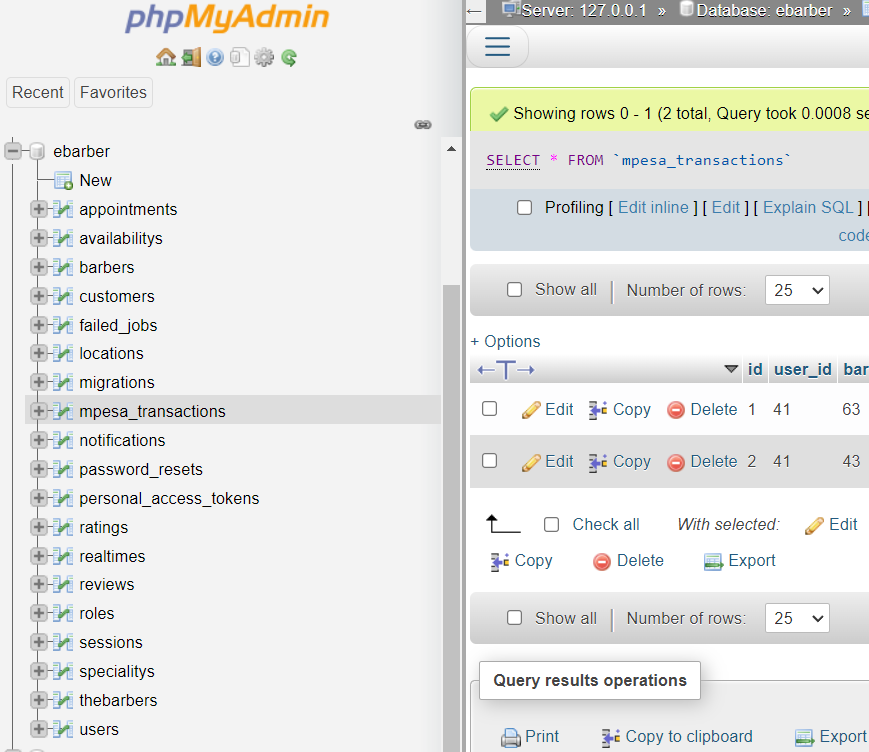 phpMyAdmin
Recent
Favorites
ebarber
New
appointments
availabilitys
barbers
customers
failed_jobs
locations
migrations
mpesa_transactions
notifications
password_resets
personal_access_tokens
ratings
realtimes
reviews
roles
sessions
specialitys
thebarbers
users
Server: 127.0.0.1 » Database: ebarber »
Showing rows 0 - 1 (2 total, Query took 0.0008 se
SELECT * FROM `mpesa_transactions`
Profiling [ Edit inline ] [ Edit ] [ Explain SQL ] [
code
Show all | Number of rows: 25
+ Options
←T→ id user_id bar
Edit Copy Delete 1 41 63
Edit Copy Delete 2 41 43
Check all With selected: Edit
Copy Delete Export
Show all | Number of rows: 25
Query results operations
Print Copy to clipboard Export